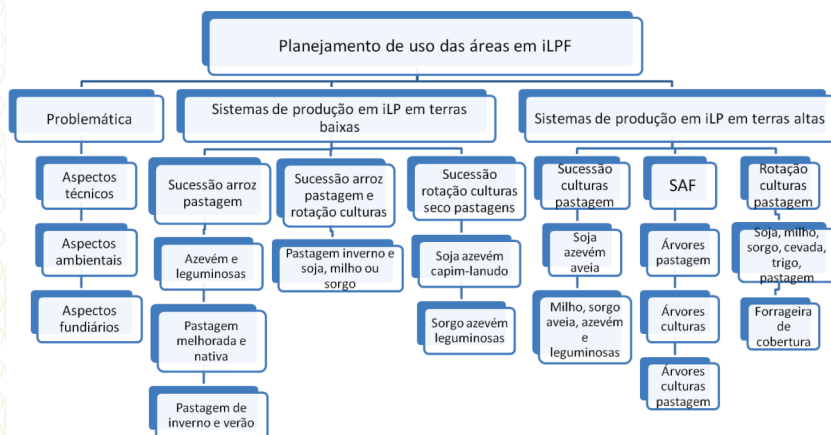 Planejamento de uso das áreas em iLPF
Problemática
Aspectos
técnicos
Aspectos
ambientais
Aspectos
fundiários
Sistemas de produção em iLP em terras
baixas
Sucessão arroz
pastagem
Azevém e
leguminosas
Pastagem
melhorada e
nativa
Pastagem de
inverno e verão
Sucessão arroz
pastagem e
rotação culturas
Pastagem inverno e
soja, milho ou
sorgo
Sucessão
rotação culturas
seco pastagens
Soja azevém
capim-lanudo
Sorgo azevém
leguminosas
Sistemas de produção em iLP em terras altas
Sucessão
culturas
pastagem
Soja
azevém
aveia
Milho, sorgo
aveia, azevém
e
leguminosas
SAF
Árvores
pastagem
Árvores
culturas
Árvores
culturas
pastagem
Rotação
culturas
pastagem
Soja, milho,
sorgo, cevada,
trigo,
pastagem
Forrageira
de
cobertura